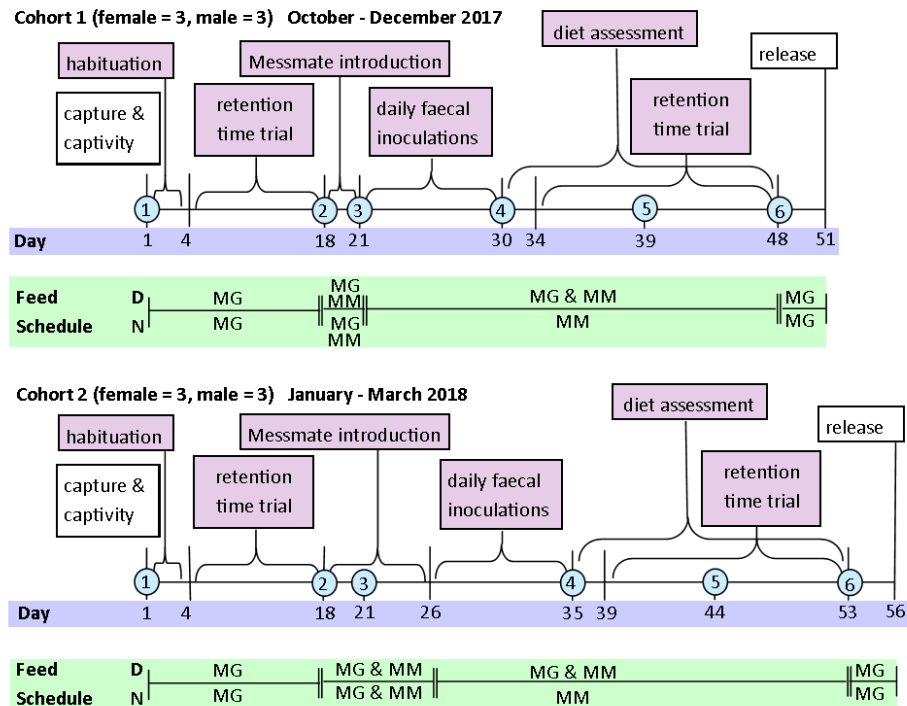 Cohort 1 (female = 3, male = 3) October - December 2017
diet assessment
release
habituation
Messmate introduction
capture &
captivity
retention
time trial
daily faecal
inoculations
retention
time trial
1 2 3 4 5 6
Day 1 4 18 21 30 34 39 48 51
Feed D MG MG MM MG & MM MG
Schedule N MG MG MM MM MG
Cohort 2 (female = 3, male = 3) January - March 2018
diet assessment
release
habituation
Messmate introduction
capture &
captivity
retention
time trial
daily faecal
inoculations
retention
time trial
1 2 3 4 5 6
Day 1 4 18 21 26 35 39 44 53 56
Feed D MG MG & MM MG & MM MG
Schedule N MG MG & MM MM MG